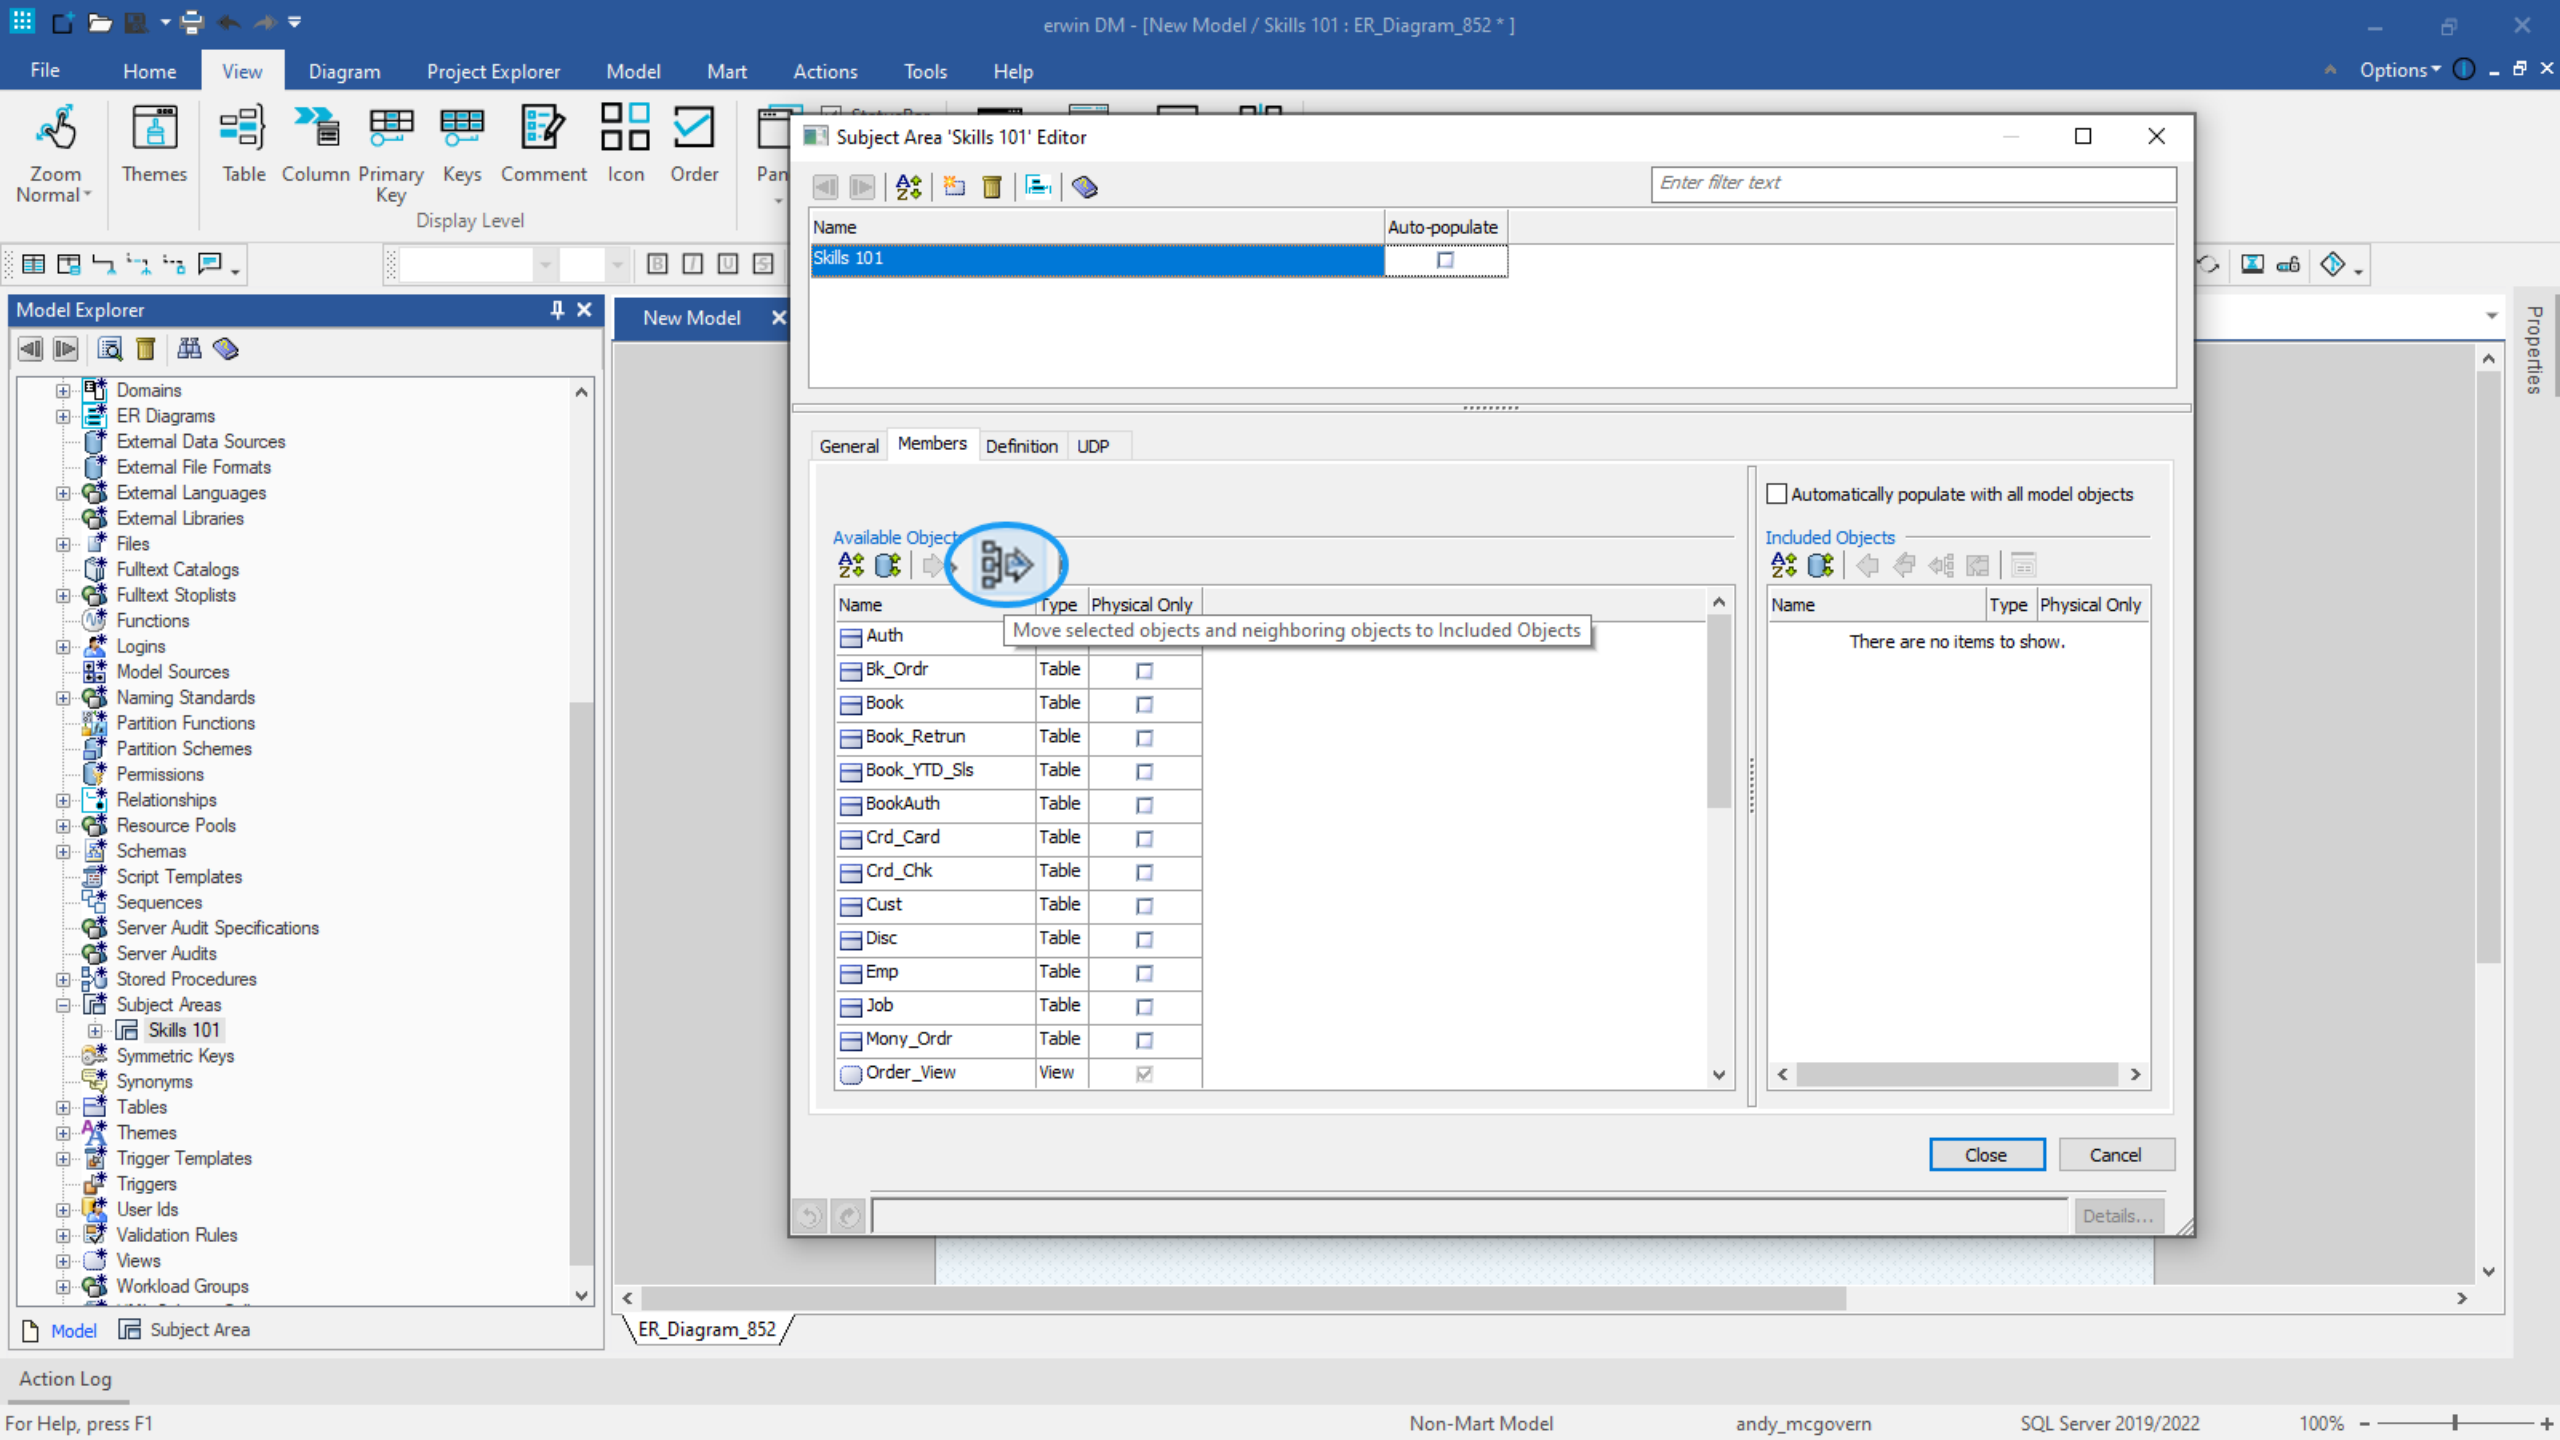 erwin DM - [New Model / Skills 101 : ER_Diagram_852 * ]
File Home View Diagram Project Explorer Model Mart Actions Tools Help Options
Zoom Normal Themes Table Column Primary Key Keys Comment Icon Order Pan
Display Level
B I U S
Model Explorer
Domains
ER Diagrams
External Data Sources
External File Formats
External Languages
External Libraries
Files
Fulltext Catalogs
Fulltext Stoplists
Functions
Logins
Model Sources
Naming Standards
Partition Functions
Partition Schemes
Permissions
Relationships
Resource Pools
Schemas
Script Templates
Sequences
Server Audit Specifications
Server Audits
Stored Procedures
Subject Areas
Skills 101
Symmetric Keys
Synonyms
Tables
Themes
Trigger Templates
Triggers
User Ids
Validation Rules
Views
Workload Groups
Model Subject Area
New Model
Subject Area 'Skills 101' Editor
Enter filter text
Name Auto-populate
Skills 101
General Members Definition UDP
Automatically populate with all model objects
Available Object
Name Type Physical Only
Move selected objects and neighboring objects to Included Objects
Auth
Bk_Ordr Table
Book Table
Book_Retrun Table
Book_YTD_Sls Table
BookAuth Table
Crd_Card Table
Crd_Chk Table
Cust Table
Disc Table
Emp Table
Job Table
Mony_Ordr Table
Order_View View
Included Objects
Name Type Physical Only
There are no items to show.
Close Cancel
Details...
Properties
ER_Diagram_852
Action Log
For Help, press F1 Non-Mart Model andy_mcgovern SQL Server 2019/2022 100%